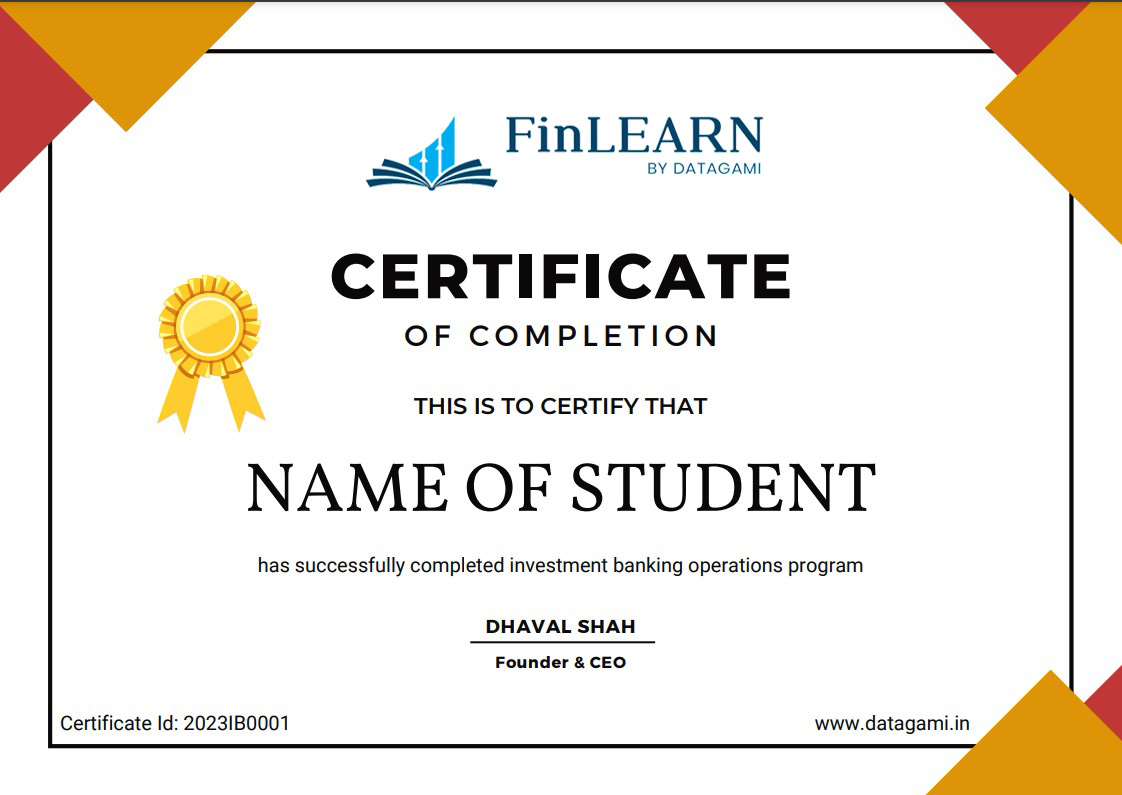 FinLEARN
BY DATAGAMI
CERTIFICATE
OF COMPLETION
THIS IS TO CERTIFY THAT
NAME OF STUDENT
has successfully completed investment banking operations program
DHAVAL SHAH
Founder & CEO
Certificate Id: 2023IB0001
www.datagami.in